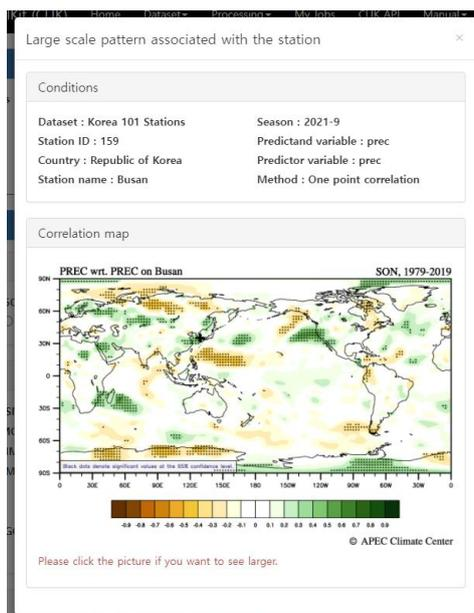 Kit (CLIK) Home Dataset Processing My Jobs CLIK API Manual
Large scale pattern associated with the station
×
Conditions
Dataset : Korea 101 Stations
Season : 2021-9
Station ID : 159
Predictand variable : prec
Country : Republic of Korea
Predictor variable : prec
Station name : Busan
Method : One point correlation
Correlation map
PREC wrt. PREC on Busan
SON, 1979-2019
90N
60N
30N
0
30S
60S
90S
Black dots denote significant values at the 95% confidence level.
0 30E 60E 90E 120E 150E 180 150W 120W 90W 60W 30W 0
-0.9 -0.8 -0.7 -0.6 -0.5 -0.4 -0.3 -0.2 -0.1 0 0.1 0.2 0.3 0.4 0.5 0.6 0.7 0.8 0.9
© APEC Climate Center
Please click the picture if you want to see larger.